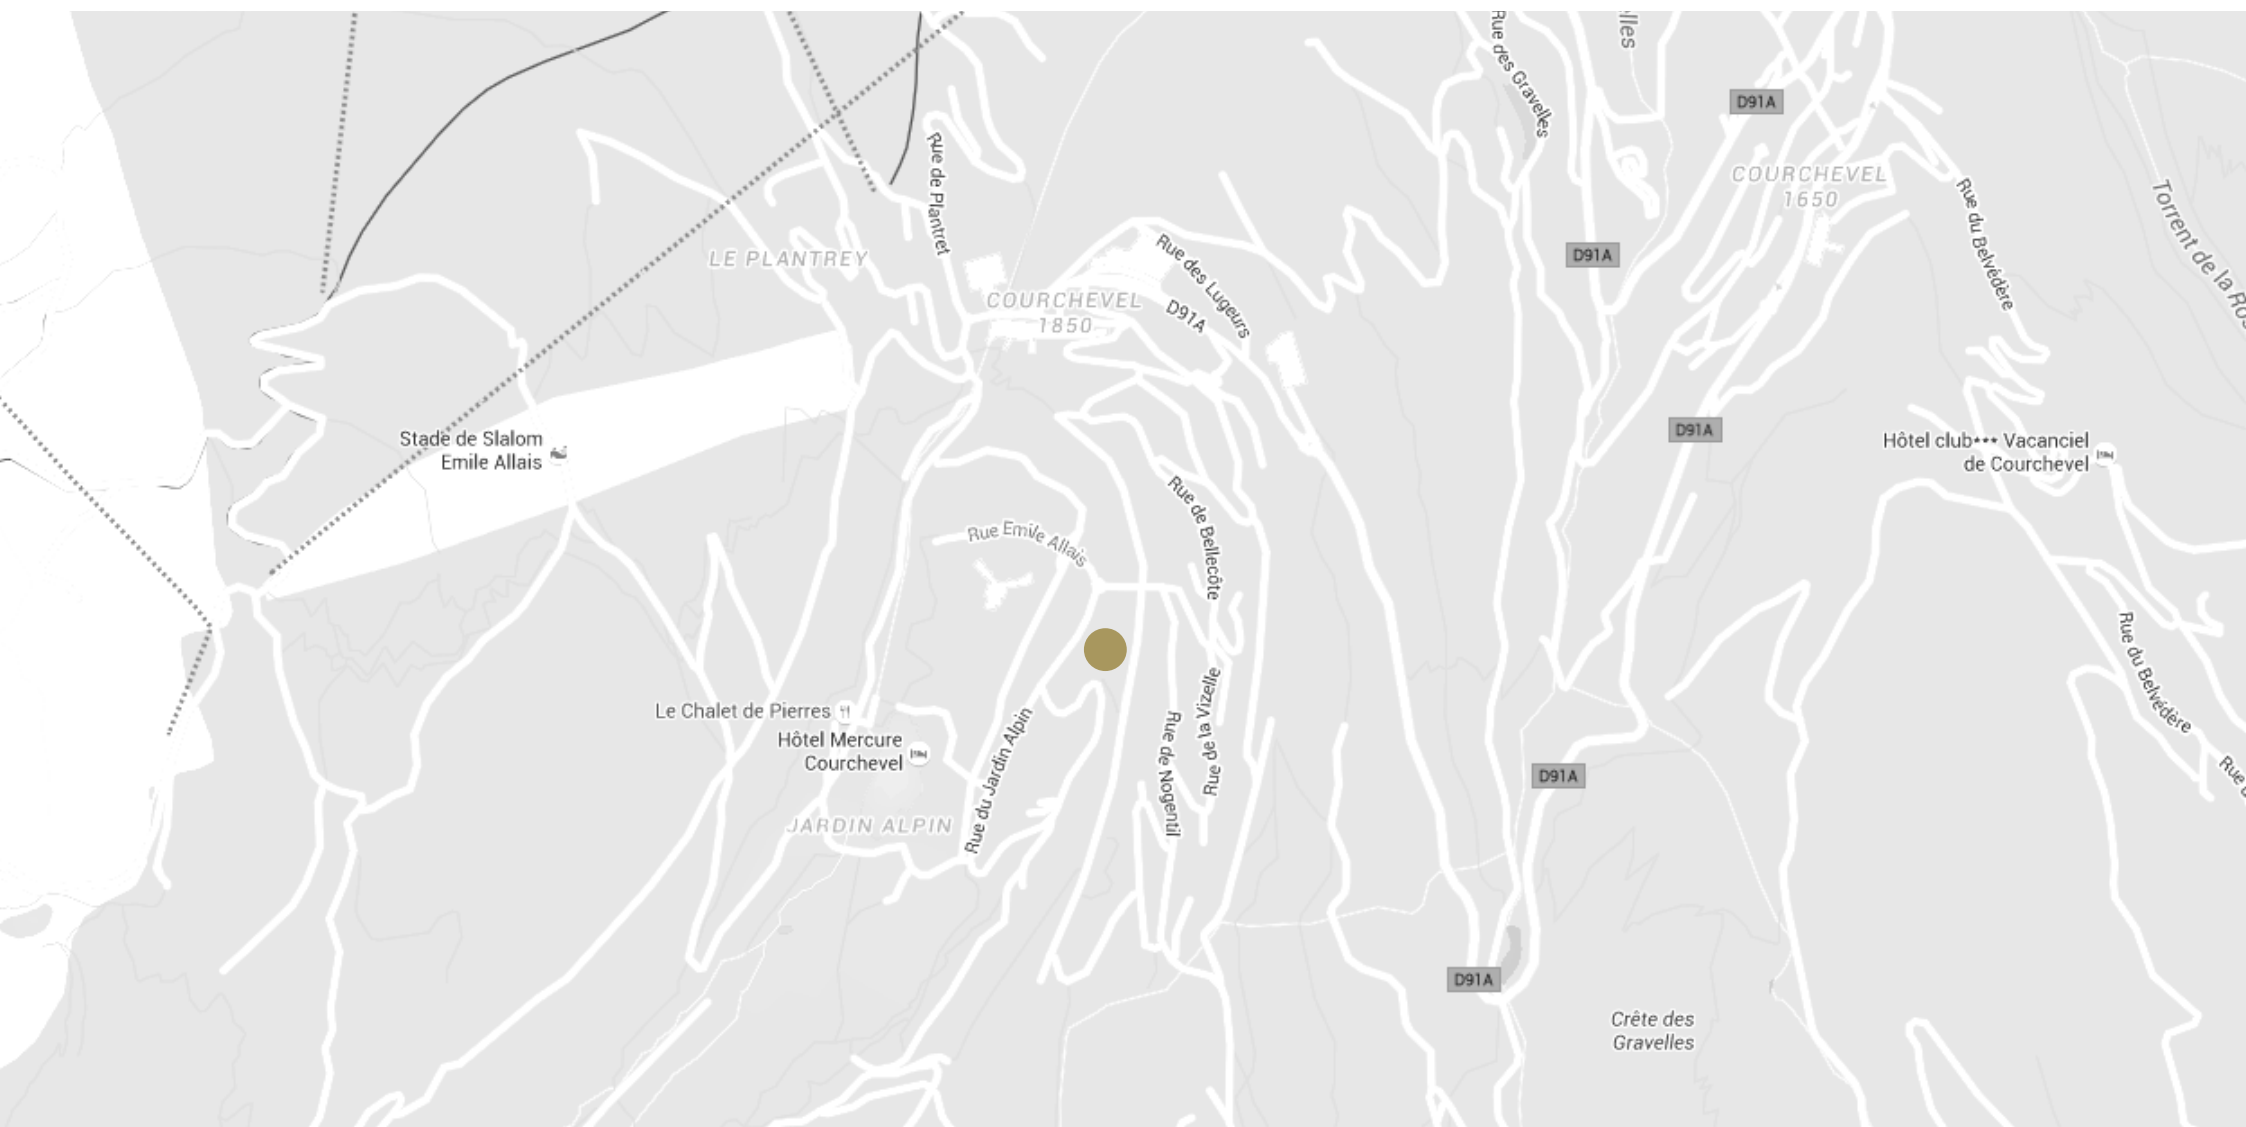 Rue des Gravelles
elles
D91A
COURCHEVEL
1650
Rue de Plantret
Rue du Belvédère
Torrent de la Ros
LE PLANTREY
Rue des Lugeurs
D91A
COURCHEVEL
1850
D91A
Stade de Slalom
Emile Allais
D91A
Hôtel club*** Vacanciel
de Courchevel
Rue de Bellecôte
Rue Emile Allais
Rue du Belvédère
Le Chalet de Pierres
Hôtel Mercure
Courchevel
Rue du Jardin Alpin
Rue de la Vizelle
Rue de Nogentil
D91A
Rue d
JARDIN ALPIN
D91A
Crête des
Gravelles